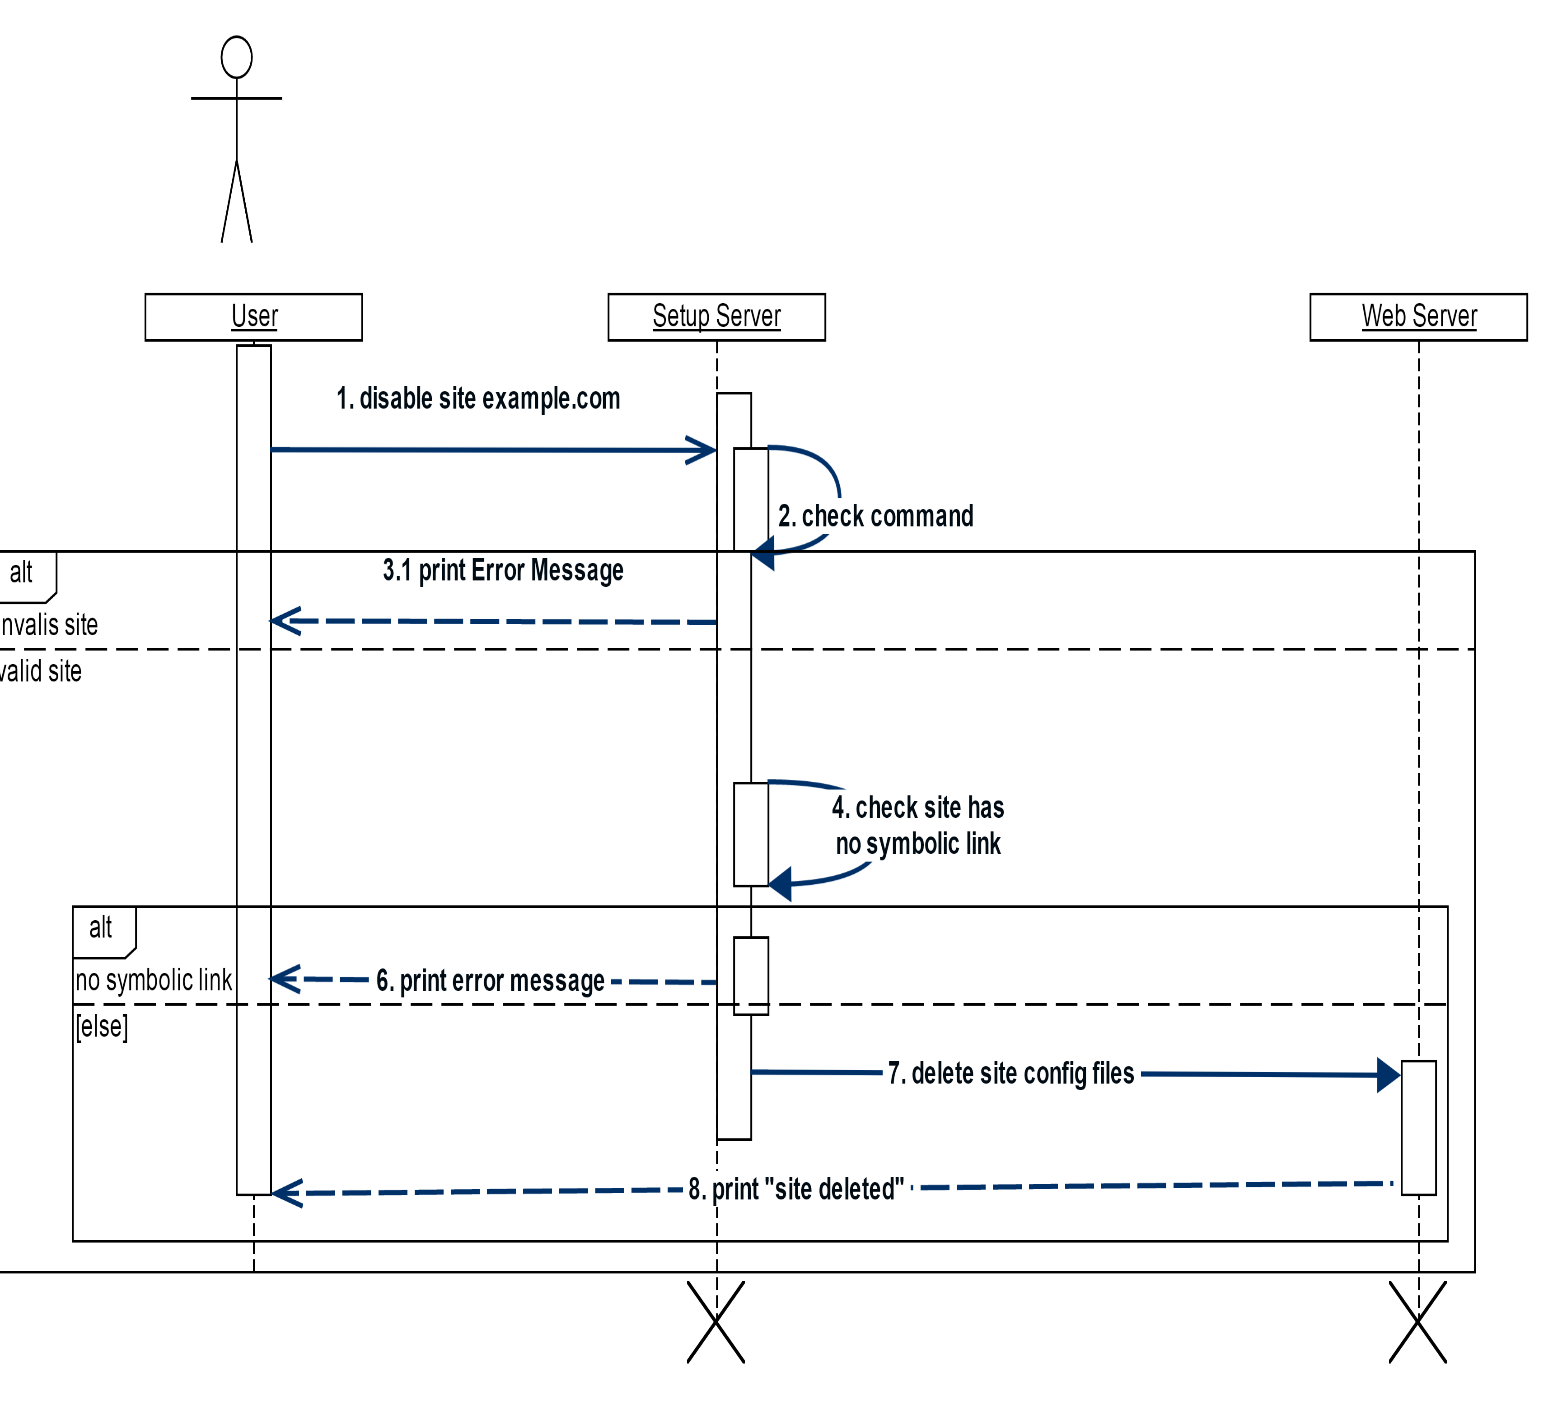 User
Setup Server
Web Server
1. disable site example.com
2. check command
alt
3.1 print Error Message
nvalis site
valid site
4. check site has
no symbolic link
alt
no symbolic link
6. print error message
[else]
7. delete site config files
8. print "site deleted"